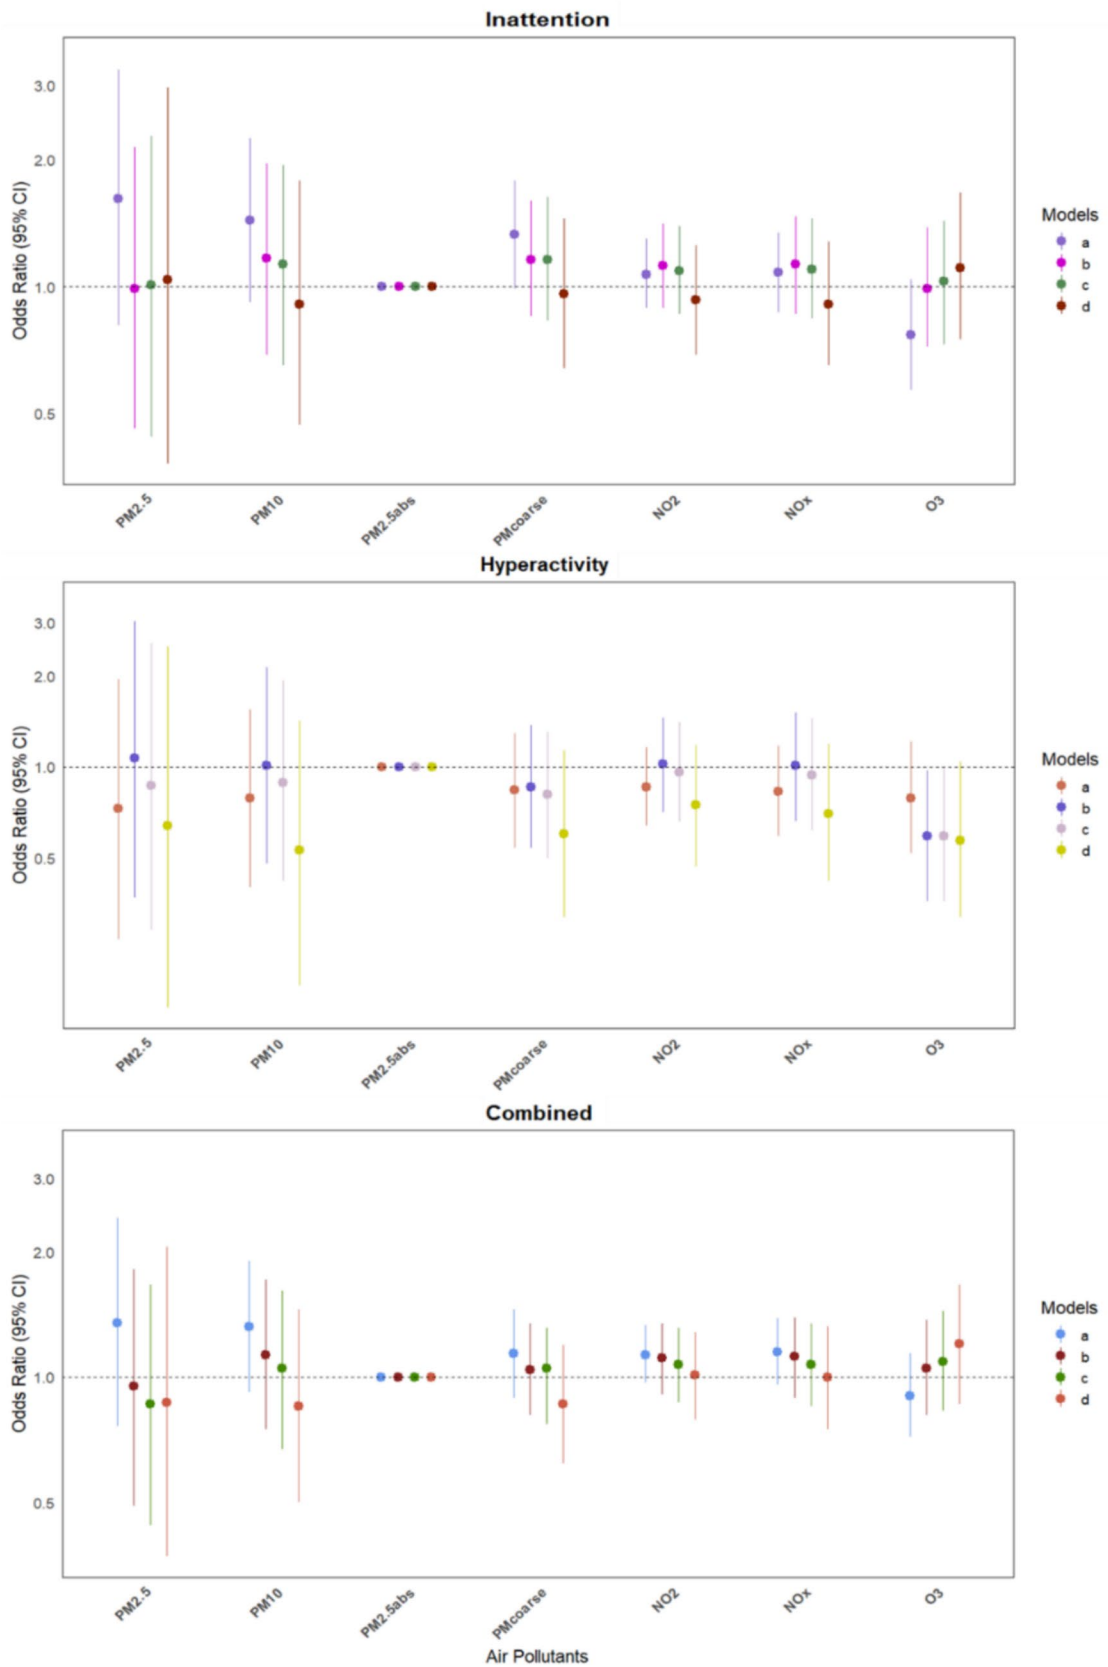 Inattention
Odds Ratio (95% CI)
3.0
2.0
1.0
0.5
PM2.5
PM10
PM2.5abs
PMcoarse
NO2
NOx
O3
Models
a
b
c
d
Hyperactivity
Odds Ratio (95% CI)
3.0
2.0
1.0
0.5
PM2.5
PM10
PM2.5abs
PMcoarse
NO2
NOx
O3
Models
a
b
c
d
Combined
Odds Ratio (95% CI)
3.0
2.0
1.0
0.5
PM2.5
PM10
PM2.5abs
PMcoarse
NO2
NOx
O3
Air Pollutants
Models
a
b
c
d